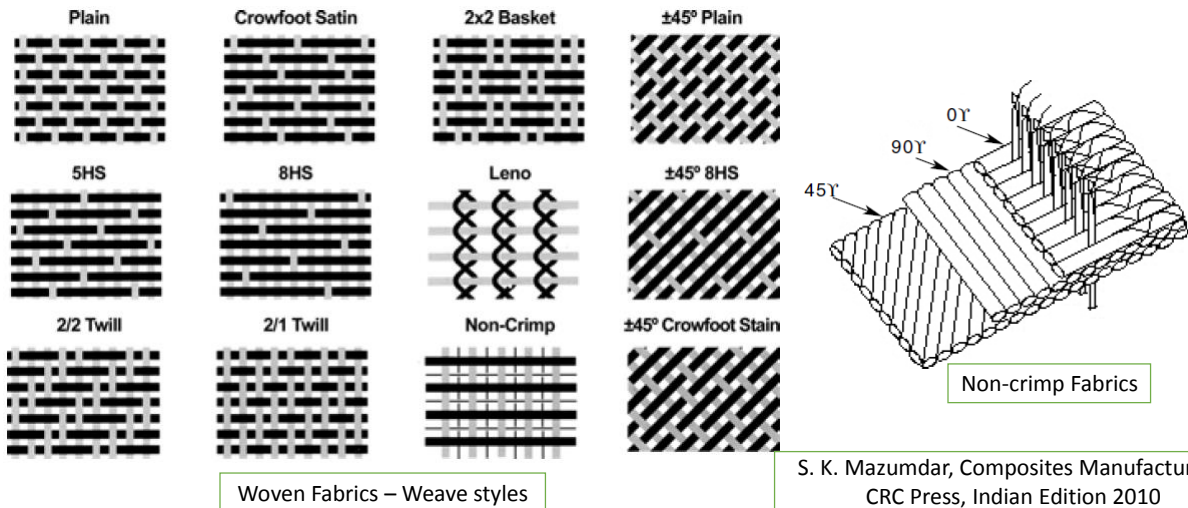 Plain
Crowfoot Satin
2x2 Basket
±45º Plain
5HS
8HS
Leno
±45º 8HS
2/2 Twill
2/1 Twill
Non-Crimp
±45º Crowfoot Stain
Woven Fabrics – Weave styles
0ϒ
90ϒ
45ϒ
Non-crimp Fabrics
S. K. Mazumdar, Composites Manufactu
CRC Press, Indian Edition 2010